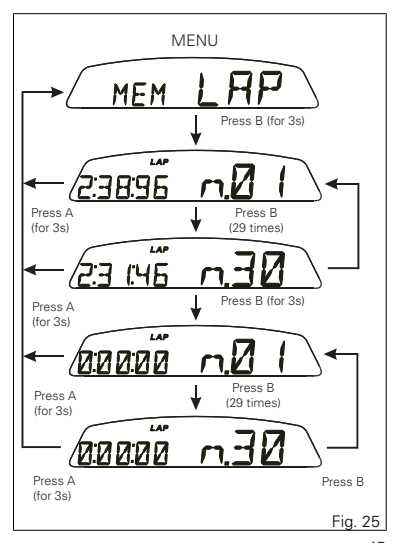 MENU
MEM LAP
Press B (for 3s)
LAP
2:38:96 n.01
Press A
(for 3s)
Press B
(29 times)
LAP
2:31:46 n.30
Press A
(for 3s)
Press B (for 3s)
LAP
0:00:00 n.01
Press A
(for 3s)
Press B
(29 times)
LAP
0:00:00 n.30
Press A
(for 3s)
Press B
Fig. 25